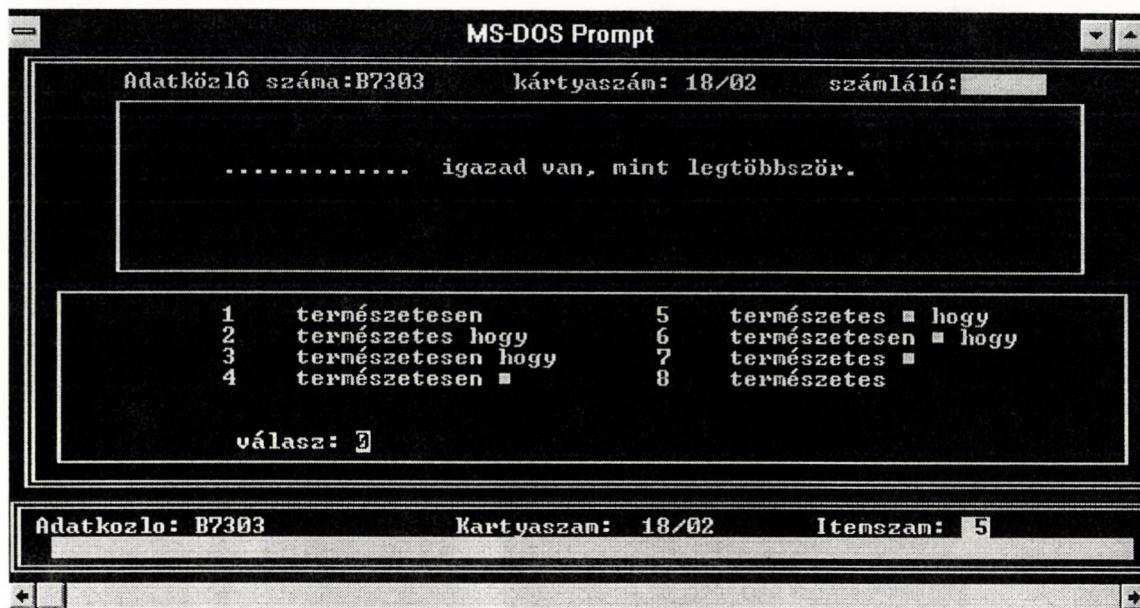 MS-DOS Prompt
Adatközlô száma:B7303 kártyaszám: 18/02 számláló:
............. igazad van, mint legtöbbször.
1 természetesen 5 természetes ■ hogy
2 természetes hogy 6 természetesen ■ hogy
3 természetesen hogy 7 természetes ■
4 természetesen ■ 8 természetes
válasz: 0
Adatkozlo: B7303 Kartyaszam: 18/02 Itemszam: 5